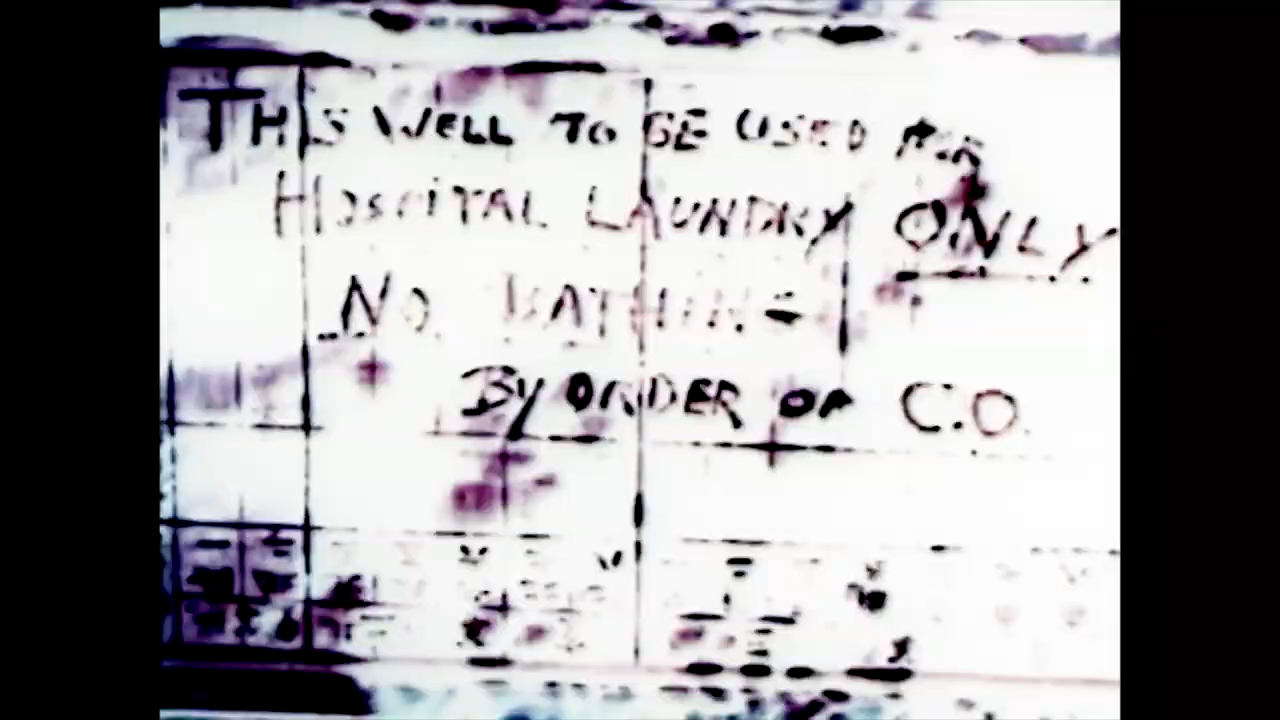 THIS WELL TO BE USED FOR
HOSPITAL LAUNDRY ONLY
NO BATHING
BY ORDER OF C.O.